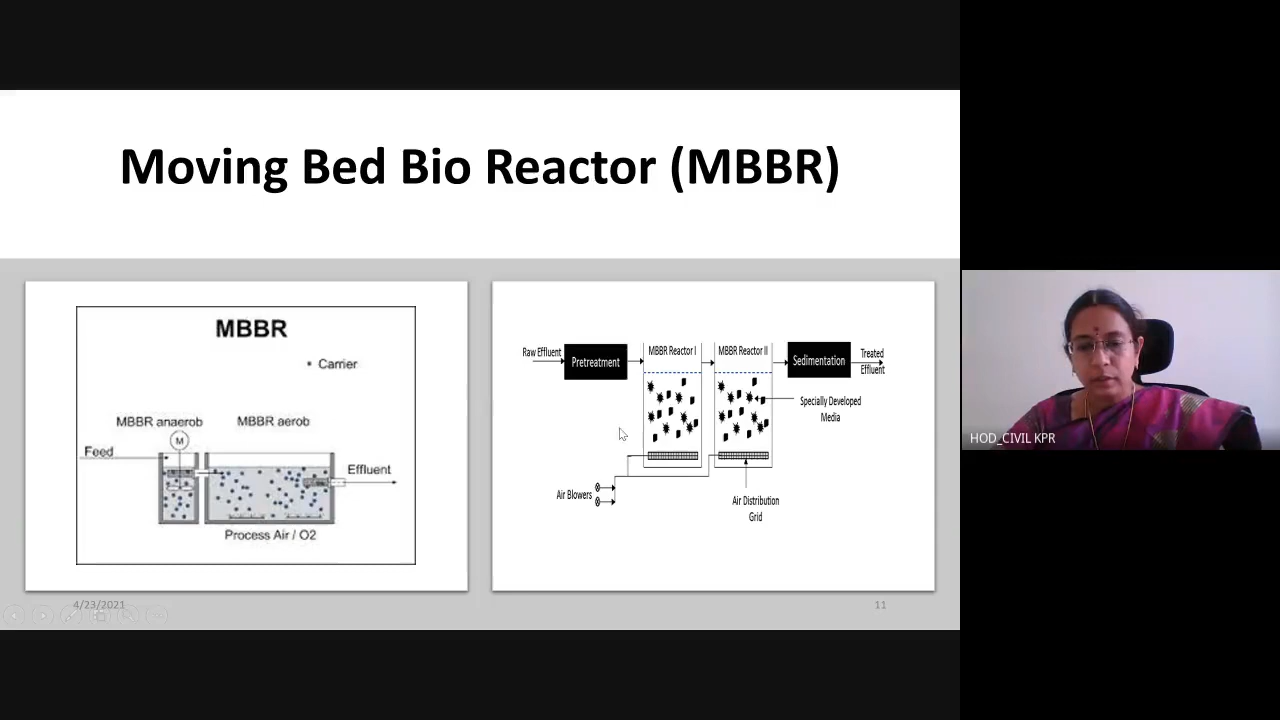 Moving Bed Bio Reactor (MBBR)
MBBR
Carrier
MBBR anaerob
MBBR aerob
M
Feed
Effluent
Process Air / O2
Raw Effluent
Pretreatment
MBBR Reactor I
MBBR Reactor II
Sedimentation
Treated
Effluent
Specially Developed
Media
Air Blowers
Air Distribution
Grid
4/23/2021
11
HOD_CIVIL KPR